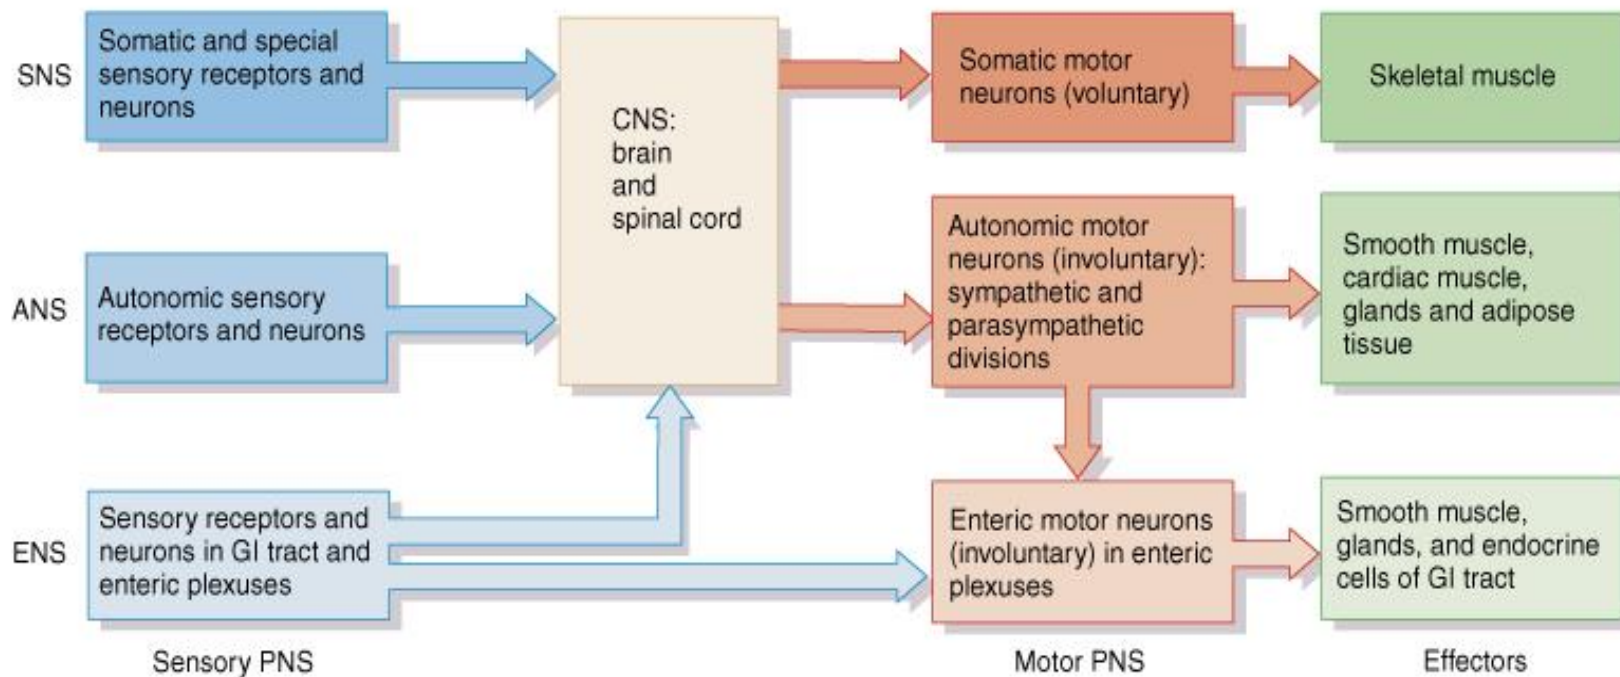 SNS
Somatic and special
sensory receptors and
neurons
CNS:
brain
and
spinal cord
Somatic motor
neurons (voluntary)
Skeletal muscle
ANS
Autonomic sensory
receptors and neurons
Autonomic motor
neurons (involuntary):
sympathetic and
parasympathetic
divisions
Smooth muscle,
cardiac muscle,
glands and adipose
tissue
ENS
Sensory receptors and
neurons in GI tract and
enteric plexuses
Enteric motor neurons
(involuntary) in enteric
plexuses
Smooth muscle,
glands, and endocrine
cells of GI tract
Sensory PNS
Motor PNS
Effectors